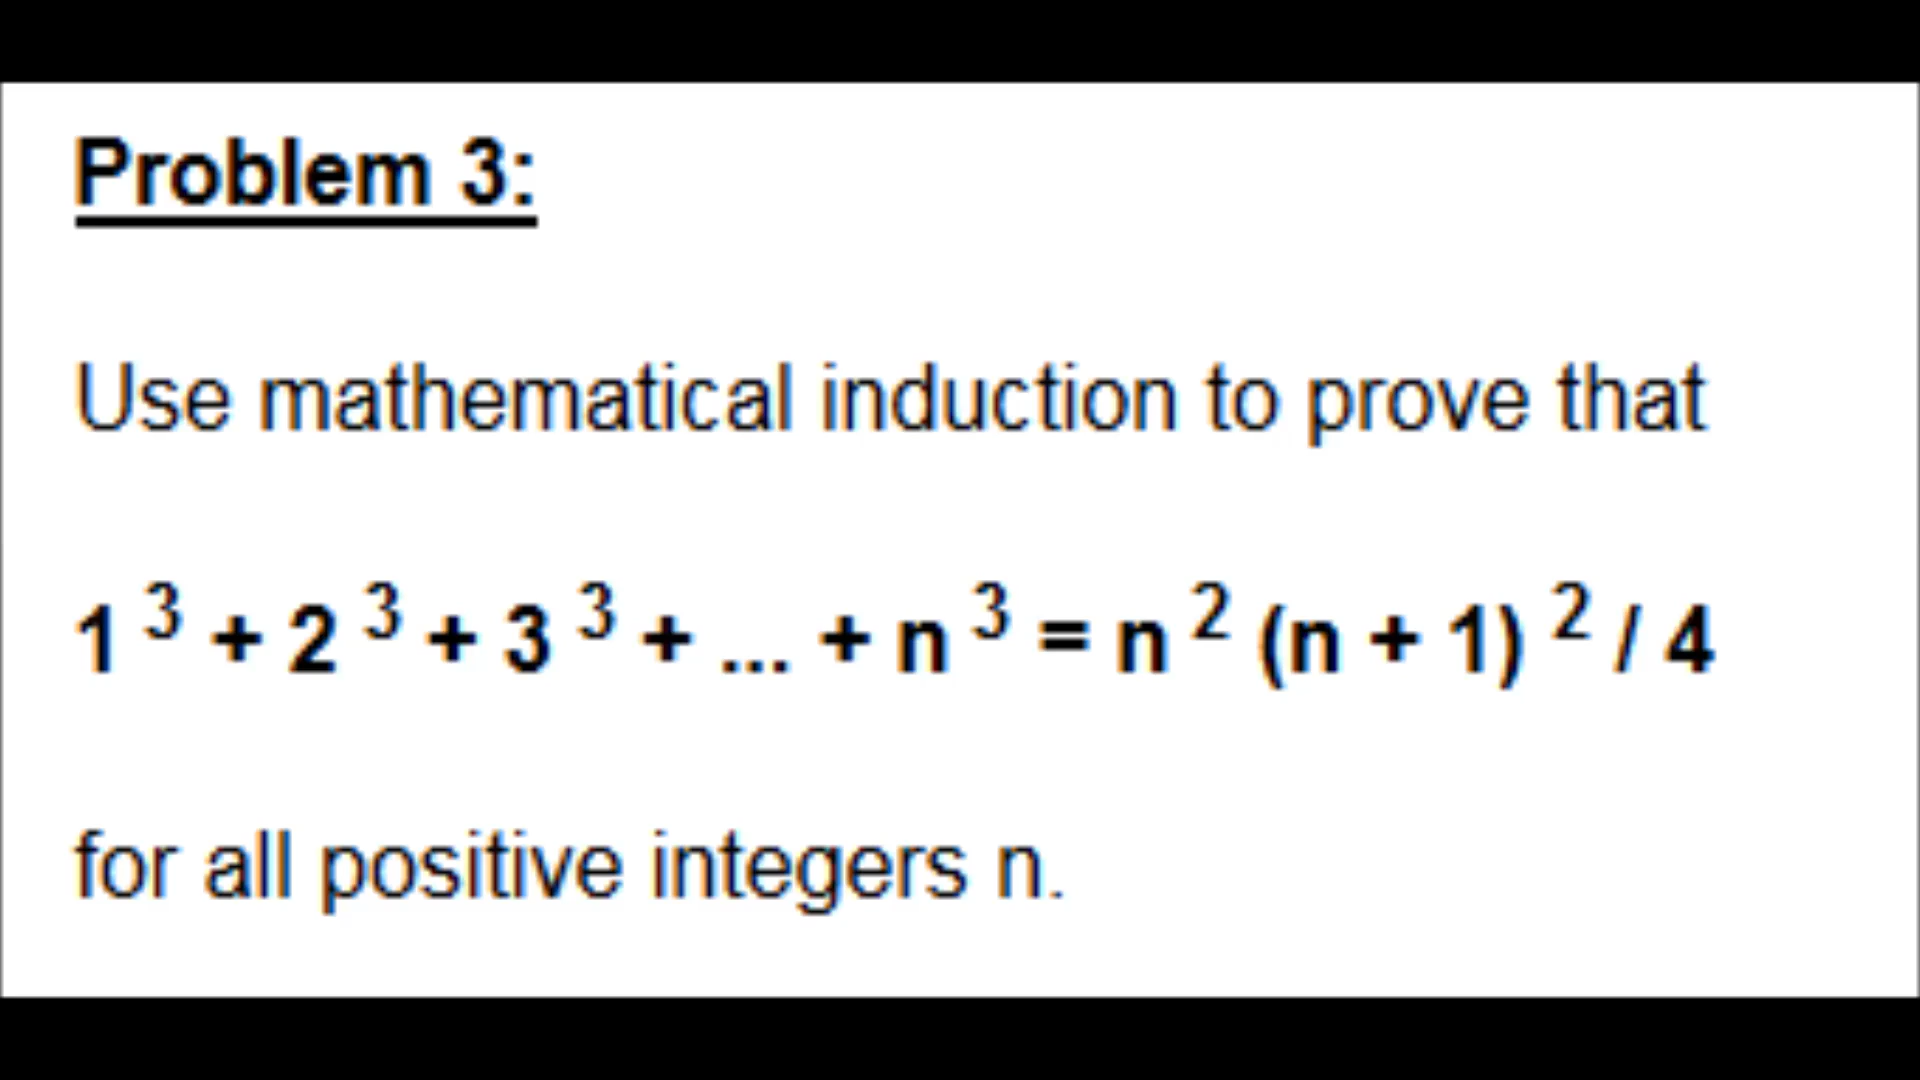 Problem 3:
Use mathematical induction to prove that
1 ³ + 2 ³ + 3 ³ + ... + n ³ = n ² (n + 1) ² / 4
for all positive integers n.